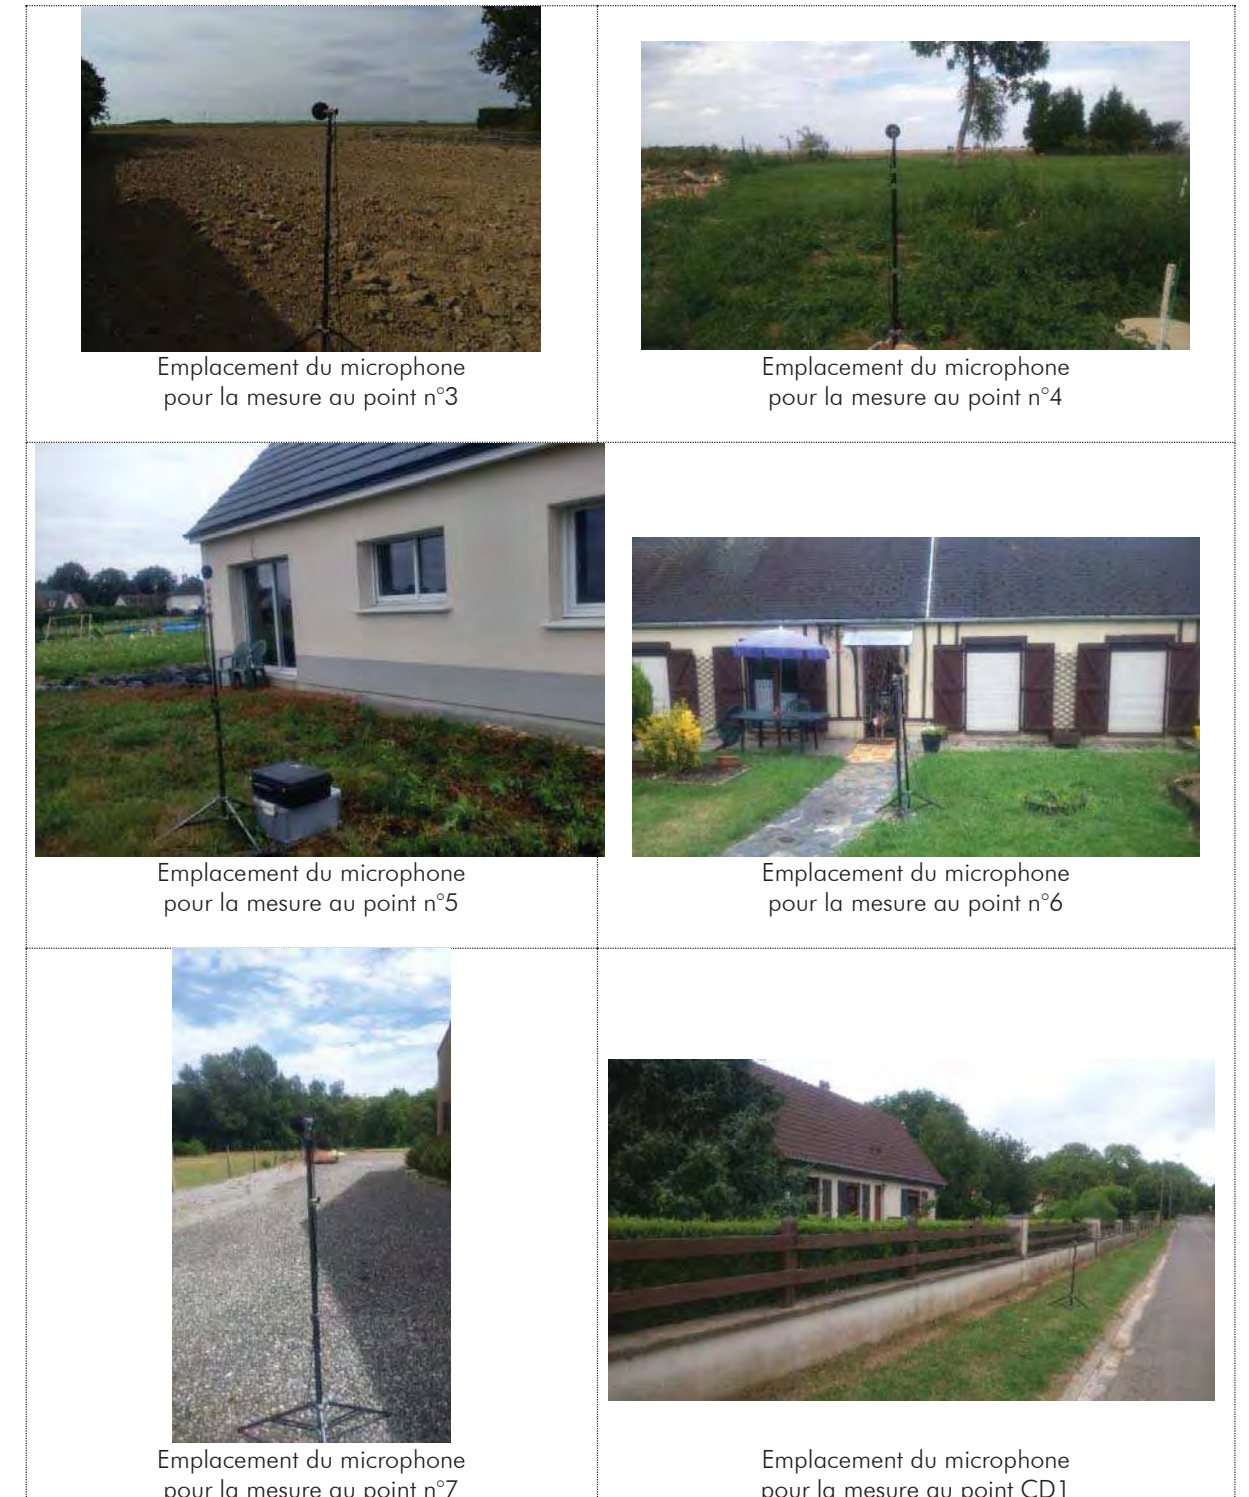 Emplacement du microphone
pour la mesure au point n°3
Emplacement du microphone
pour la mesure au point n°4
Emplacement du microphone
pour la mesure au point n°5
Emplacement du microphone
pour la mesure au point n°6
Emplacement du microphone
pour la mesure au point n°7
Emplacement du microphone
pour la mesure au point CD1